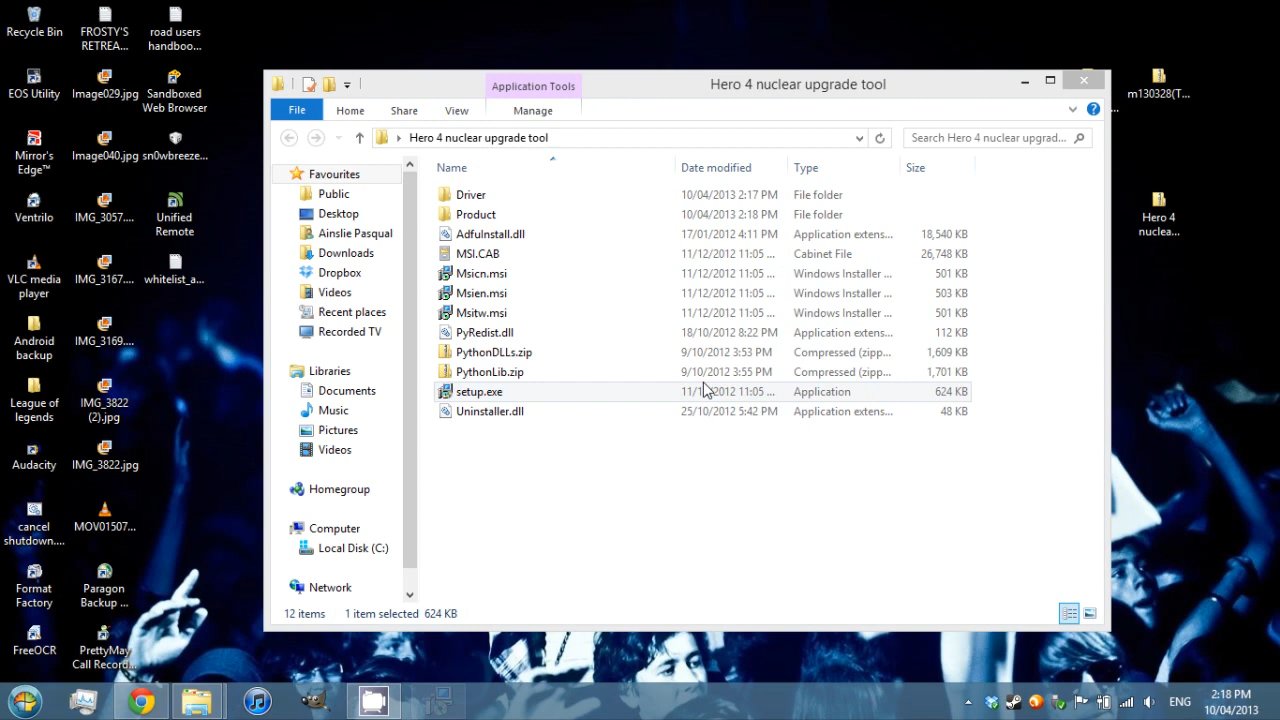 Recycle Bin
FROSTY'S
RETREA...
road users
handboo...
EOS Utility
Image029.jpg
Sandboxed
Web Browser
Mirror's
Edge™
Image040.jpg
sn0wbreeze...
Ventrilo
IMG_3057....
Unified
Remote
VLC media
player
IMG_3167....
whitelist_a...
Android
backup
IMG_3169....
League of
legends
IMG_3822
(2).jpg
Audacity
IMG_3822.jpg
cancel
shutdown....
MOV01507...
Format
Factory
Paragon
Backup ...
FreeOCR
PrettyMay
Call Record...
Application Tools
Hero 4 nuclear upgrade tool
File Home Share View Manage
Hero 4 nuclear upgrade tool
Search Hero 4 nuclear upgrad...
Favourites
Public
Desktop
Ainslie Pasqual
Downloads
Dropbox
Videos
Recent places
Recorded TV
Libraries
Documents
Music
Pictures
Videos
Homegroup
Computer
Local Disk (C:)
Network
Name Date modified Type Size
Driver 10/04/2013 2:17 PM File folder
Product 10/04/2013 2:18 PM File folder
AdfuInstall.dll 17/01/2012 4:11 PM Application extens... 18,540 KB
MSI.CAB 11/12/2012 11:05 ... Cabinet File 26,748 KB
Msicn.msi 11/12/2012 11:05 ... Windows Installer ... 501 KB
Msien.msi 11/12/2012 11:05 ... Windows Installer ... 503 KB
Msitw.msi 11/12/2012 11:05 ... Windows Installer ... 501 KB
PyRedist.dll 18/10/2012 8:22 PM Application extens... 112 KB
PythonDLLs.zip 9/10/2012 3:53 PM Compressed (zipp... 1,609 KB
PythonLib.zip 9/10/2012 3:55 PM Compressed (zipp... 1,701 KB
setup.exe 11/12/2012 11:05 ... Application 624 KB
Uninstaller.dll 25/10/2012 5:42 PM Application extens... 48 KB
12 items 1 item selected 624 KB
m130328(T...
Hero 4
nuclea...
ENG
2:18 PM
10/04/2013